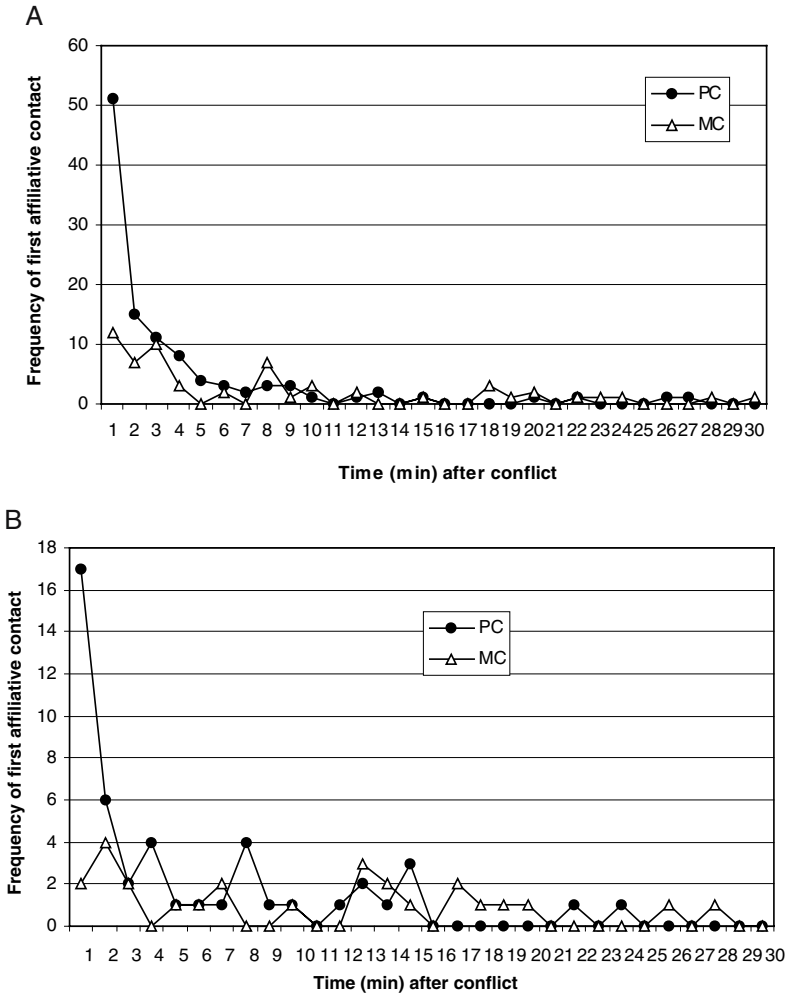 A
Frequency of first affiliative contact
60
50
40
30
20
10
0
PC
MC
1 2 3 4 5 6 7 8 9 10 11 12 13 14 15 16 17 18 19 20 21 22 23 24 25 26 27 28 29 30
Time (min) after conflict
B
Frequency of first affiliative contact
18
16
14
12
10
8
6
4
2
0
PC
MC
1 2 3 4 5 6 7 8 9 10 11 12 13 14 15 16 17 18 19 20 21 22 23 24 25 26 27 28 29 30
Time (min) after conflict